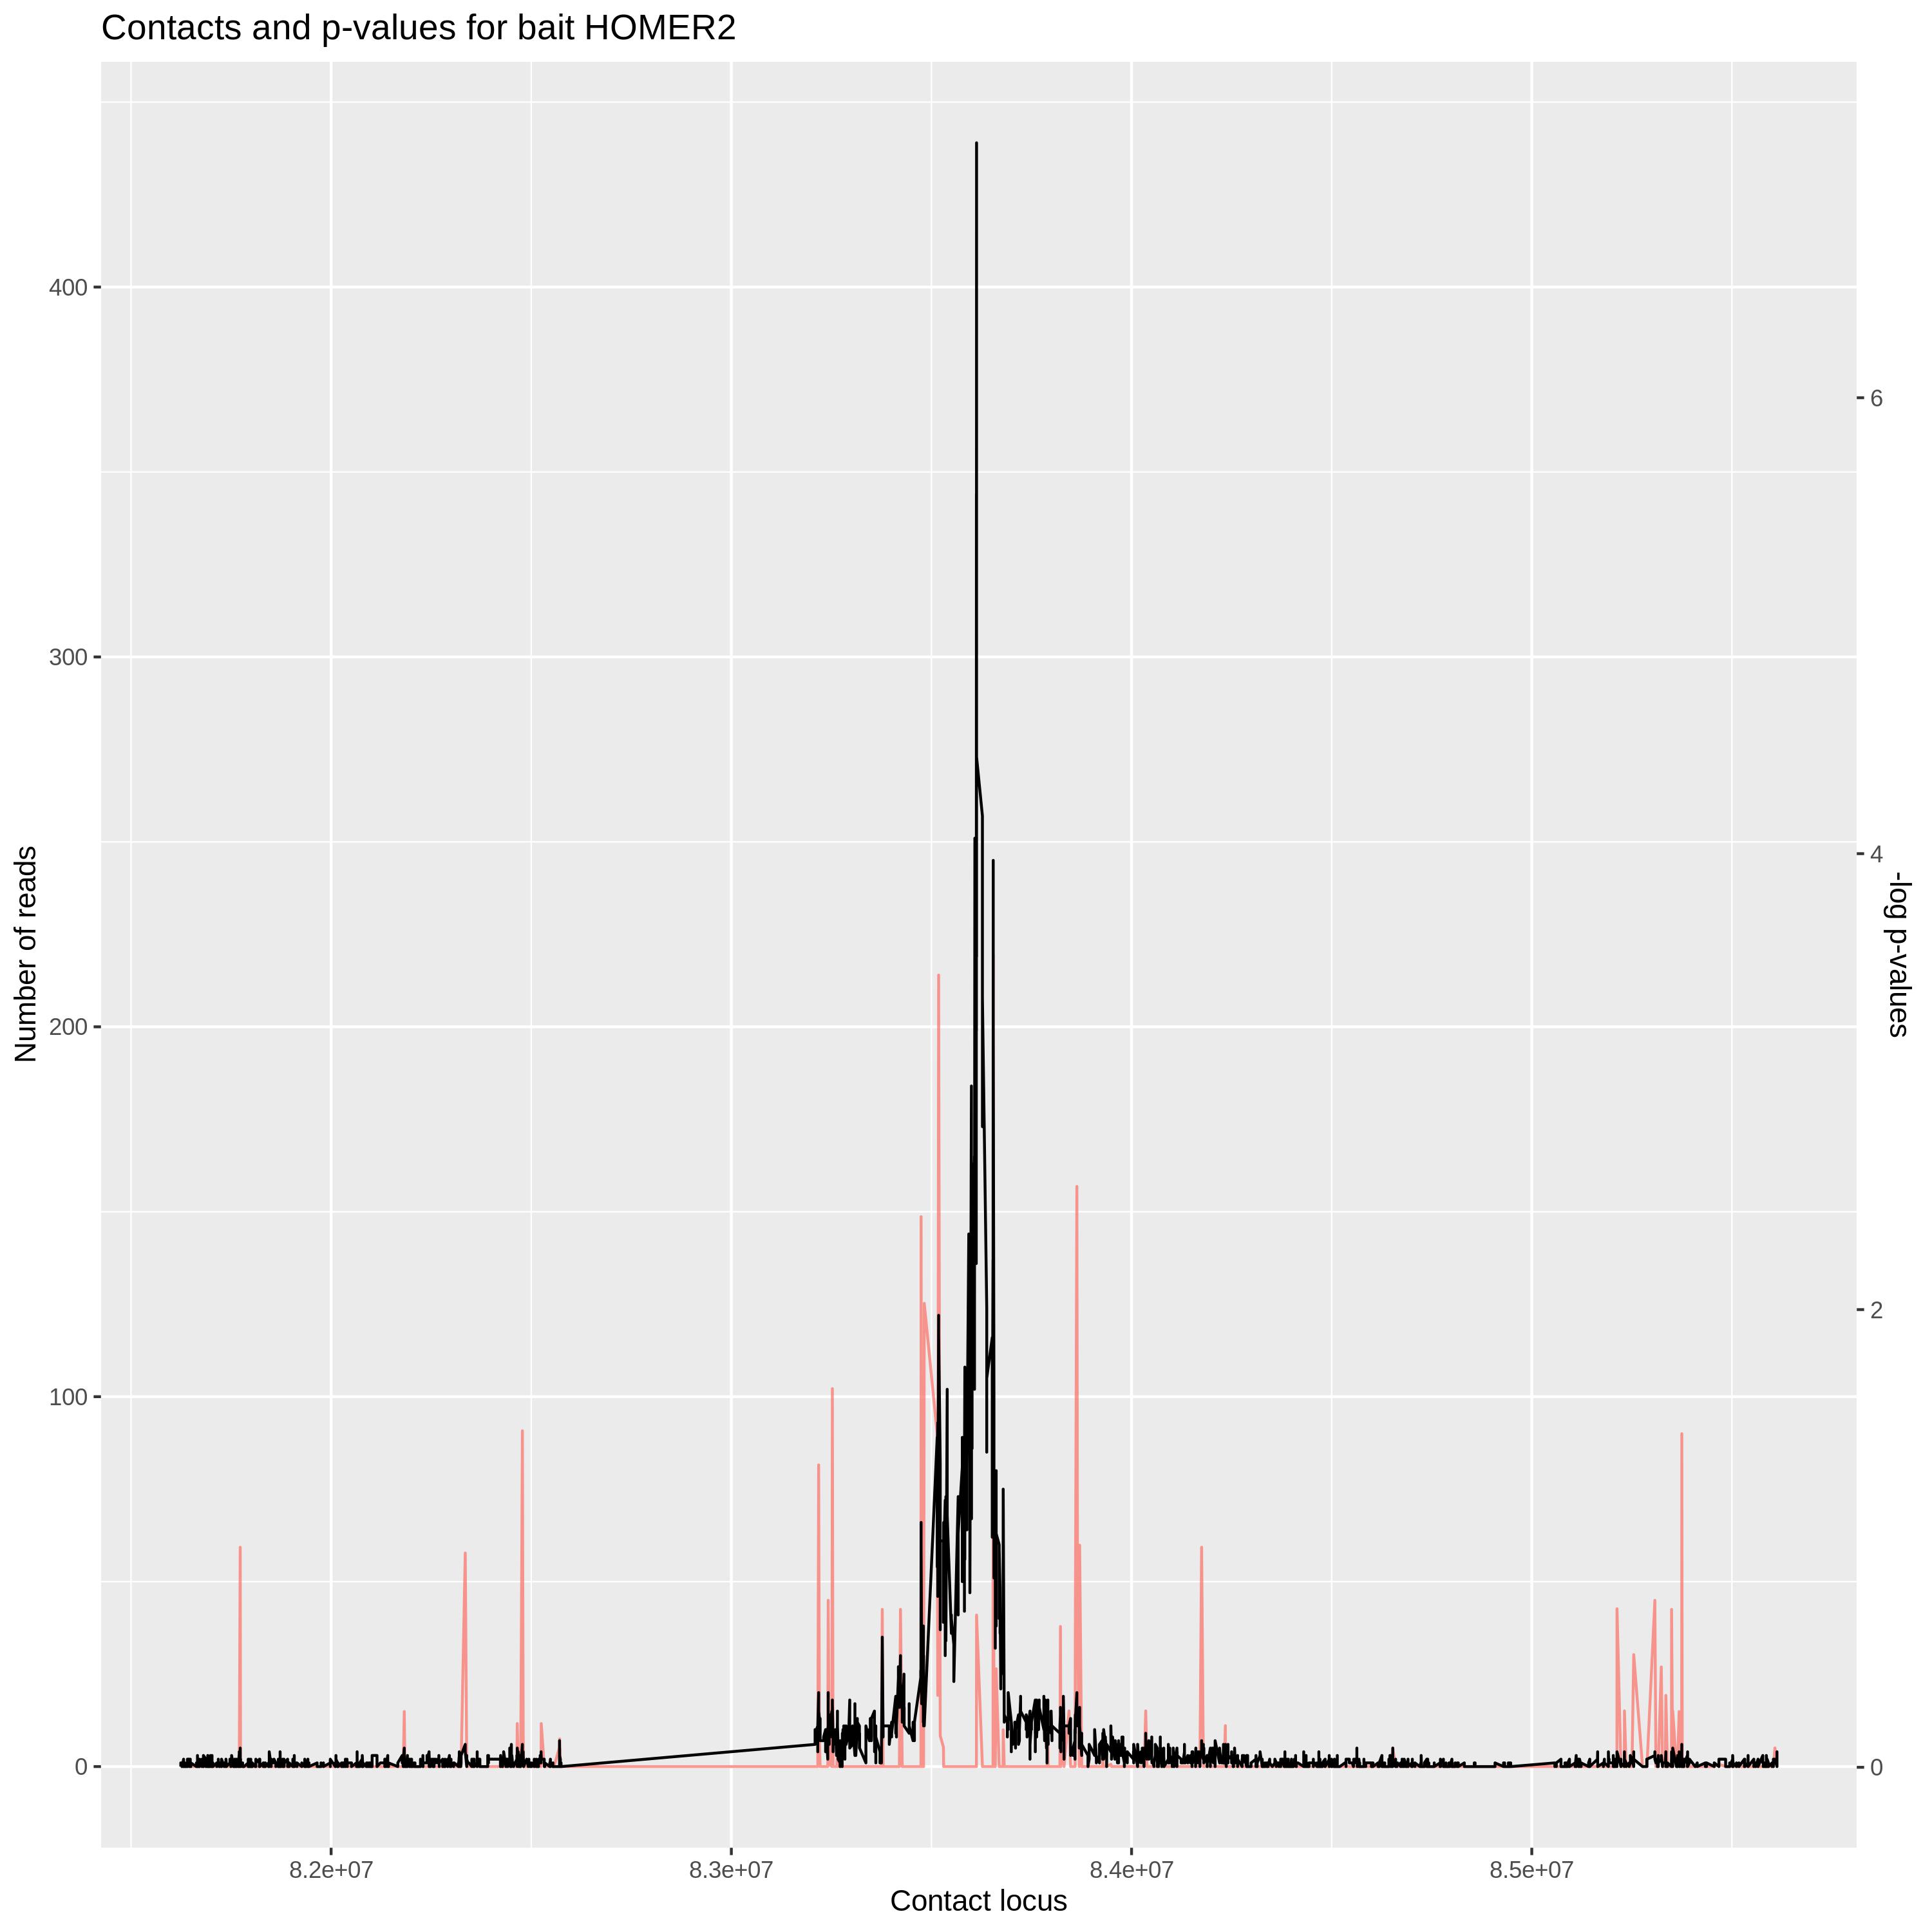 Contacts and p-values for bait HOMER2
400
300
200
100
0
Number of reads
6
4
2
0
-log p-values
8.2e+07
8.3e+07
8.4e+07
8.5e+07
Contact locus